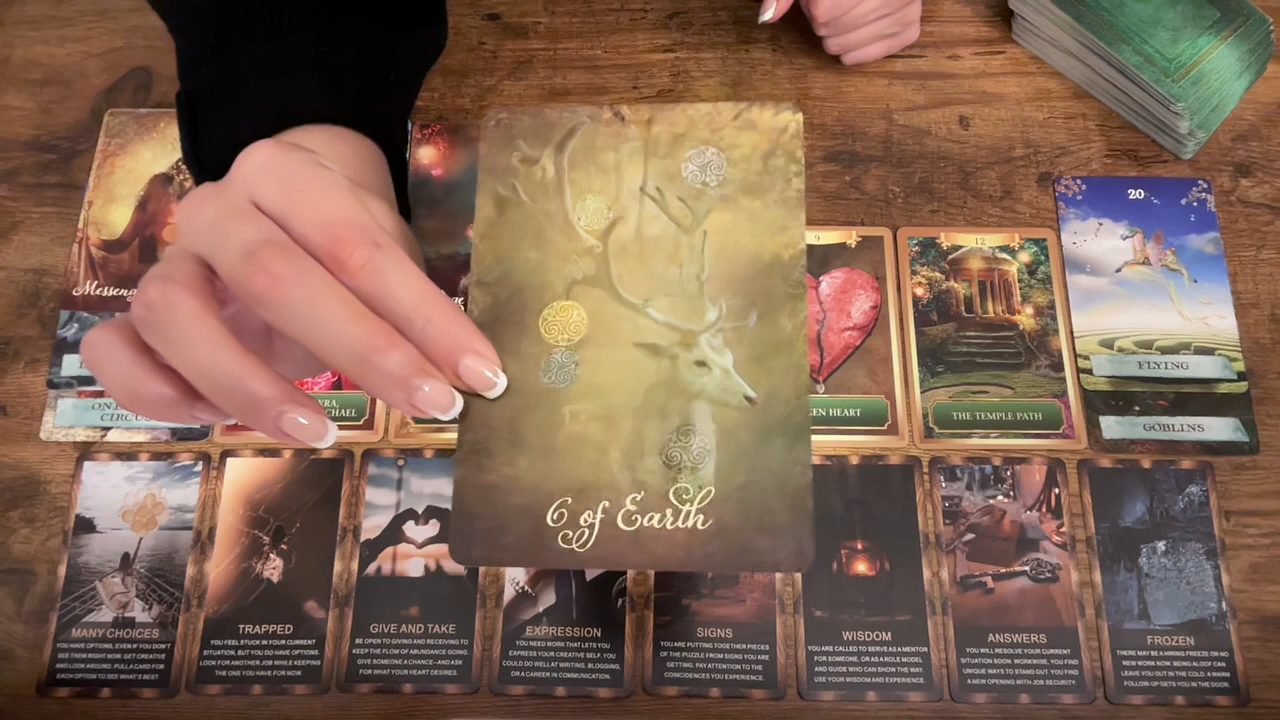 20
9
12
Messeng
FLYING
GOBLINS
ON
CIRC
RA,
CHAEL
EN HEART
THE TEMPLE PATH
6 of Earth
MANY CHOICES
YOU HAVE OPTIONS, EVEN IF YOU DON'T
SEE THEM RIGHT NOW. GET CREATIVE
AND LOOK AROUND. PULL A CARD FOR
EACH OPTION TO SEE WHAT'S BEST.
TRAPPED
YOU FEEL STUCK IN YOUR CURRENT
SITUATION, BUT YOU DO HAVE OPTIONS.
LOOK FOR ANOTHER JOB WHILE KEEPING
THE ONE YOU HAVE FOR NOW.
GIVE AND TAKE
BE OPEN TO GIVING AND RECEIVING TO
KEEP THE FLOW OF ABUNDANCE GOING.
GIVE SOMEONE A CHANCE—AND ASK
FOR WHAT YOUR HEART DESIRES.
EXPRESSION
YOU NEED WORK THAT LETS YOU
EXPRESS YOUR CREATIVE SELF. YOU
COULD DO WELL AT WRITING, BLOGGING,
OR A CAREER IN COMMUNICATION.
SIGNS
YOU ARE PUTTING TOGETHER PIECES
OF THE PUZZLE FROM SIGNS YOU ARE
GETTING. PAY ATTENTION TO THE
COINCIDENCES YOU EXPERIENCE.
WISDOM
YOU ARE CALLED TO SERVE AS A MENTOR
FOR SOMEONE, OR AS A ROLE MODEL
AND GUIDE WHO CAN SHOW THE WAY.
USE YOUR WISDOM AND EXPERIENCE.
ANSWERS
YOU WILL RESOLVE YOUR CURRENT
SITUATION SOON. WORKWISE, YOU FIND
UNIQUE WAYS TO STAND OUT. YOU FIND
A NEW OPENING WITH JOB SECURITY.
FROZEN
THERE MAY BE A HIRING FREEZE OR NO
NEW WORK NOW. BEING ALOOF CAN
LEAVE YOU OUT IN THE COLD. A WARM
FOLLOW-UP GETS YOU IN THE DOOR.